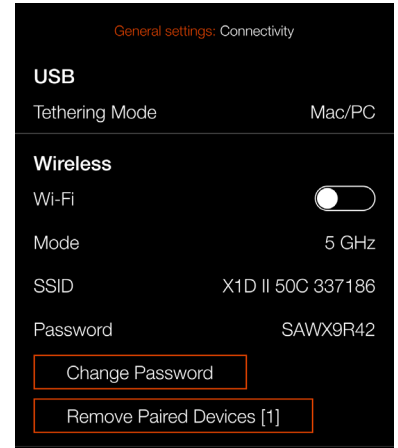 General settings: Connectivity
USB
Tethering Mode Mac/PC
Wireless
Wi-Fi
Mode 5 GHz
SSID X1D II 50C 337186
Password SAWX9R42
Change Password
Remove Paired Devices [1]